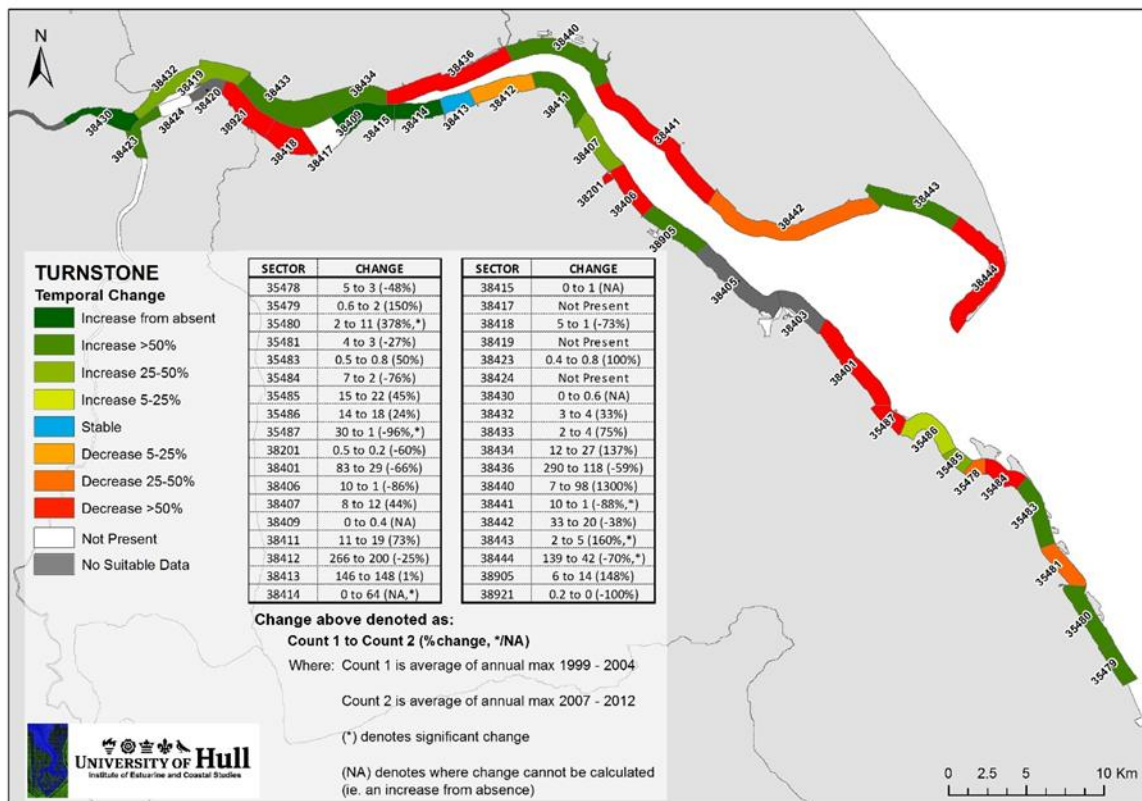 N
38440
38436
38432
38419
38433
38434
38420
38430
38424
38921
38409
38415
38414
38413
38412
38411
38423
38418
38417
38407
38441
38201
38406
38443
38442
38905
38444
38405
38403
38401
35487
35486
35485
35478
35484
35483
35481
35480
35479
TURNSTONE
Temporal Change
Increase from absent
Increase >50%
Increase 25-50%
Increase 5-25%
Stable
Decrease 5-25%
Decrease 25-50%
Decrease >50%
Not Present
No Suitable Data
SECTOR CHANGE
35478 5 to 3 (-48%)
35479 0.6 to 2 (150%)
35480 2 to 11 (378%,*)
35481 4 to 3 (-27%)
35483 0.5 to 0.8 (50%)
35484 7 to 2 (-76%)
35485 15 to 22 (45%)
35486 14 to 18 (24%)
35487 30 to 1 (-96%,*)
38201 0.5 to 0.2 (-60%)
38401 83 to 29 (-66%)
38406 10 to 1 (-86%)
38407 8 to 12 (44%)
38409 0 to 0.4 (NA)
38411 11 to 19 (73%)
38412 266 to 200 (-25%)
38413 146 to 148 (1%)
38414 0 to 64 (NA,*)
SECTOR CHANGE
38415 0 to 1 (NA)
38417 Not Present
38418 5 to 1 (-73%)
38419 Not Present
38423 0.4 to 0.8 (100%)
38424 Not Present
38430 0 to 0.6 (NA)
38432 3 to 4 (33%)
38433 2 to 4 (75%)
38434 12 to 27 (137%)
38436 290 to 118 (-59%)
38440 7 to 98 (1300%)
38441 10 to 1 (-88%,*)
38442 33 to 20 (-38%)
38443 2 to 5 (160%,*)
38444 139 to 42 (-70%,*)
38905 6 to 14 (148%)
38921 0.2 to 0 (-100%)
Change above denoted as:
Count 1 to Count 2 (%change, */NA)
Where: Count 1 is average of annual max 1999 - 2004
Count 2 is average of annual max 2007 - 2012
(*) denotes significant change
(NA) denotes where change cannot be calculated
(ie. an increase from absence)
UNIVERSITY OF Hull
Institute of Estuarine and Coastal Studies
0 2.5 5 10 Km